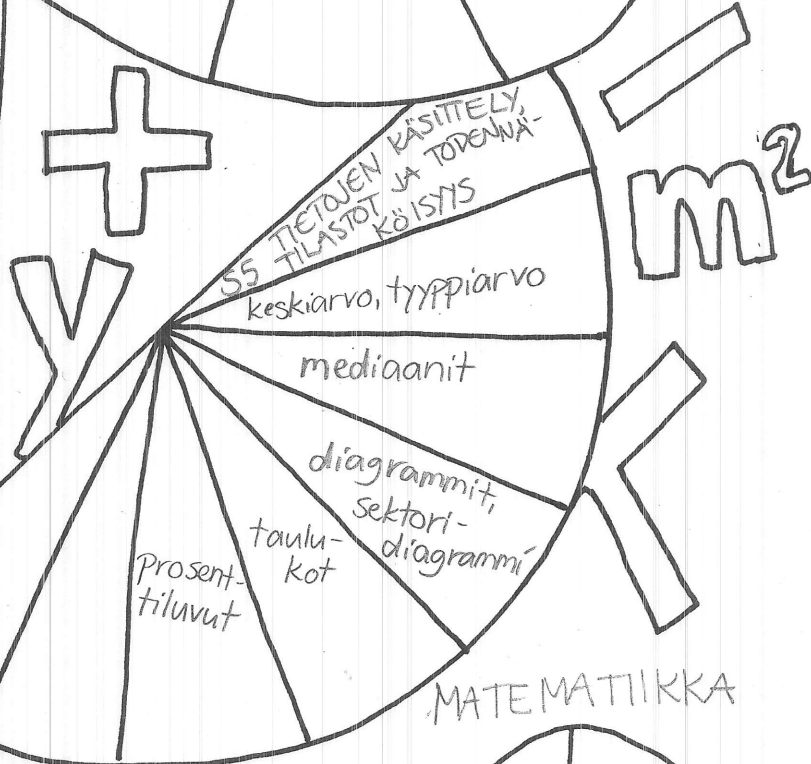 +
−
m²
y
<
S5 TIETOJEN KÄSITTELY,
TILASTOT JA TODENNÄ-
KÖISYYS
keskiarvo, tyyppiarvo
mediaanit
diagrammit,
sektori-
diagrammi
taulu-
kot
prosent-
tiluvut
MATEMATIIKKA